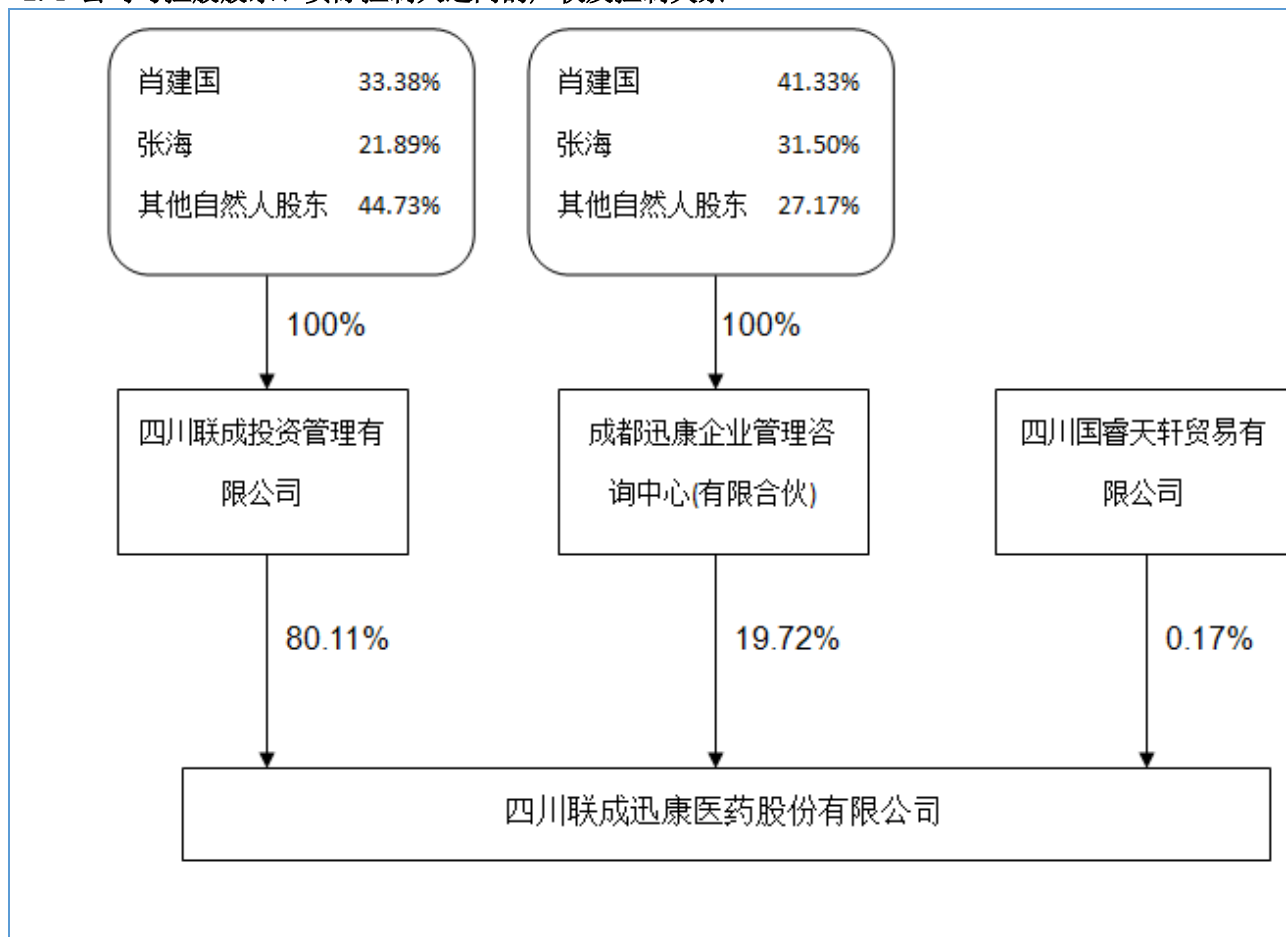 肖建国 33.38%
张海 21.89%
其他自然人股东 44.73%
肖建国 41.33%
张海 31.50%
其他自然人股东 27.17%
100%
100%
四川联成投资管理有
限公司
成都迅康企业管理咨
询中心(有限合伙)
四川国睿天轩贸易有
限公司
80.11%
19.72%
0.17%
四川联成迅康医药股份有限公司